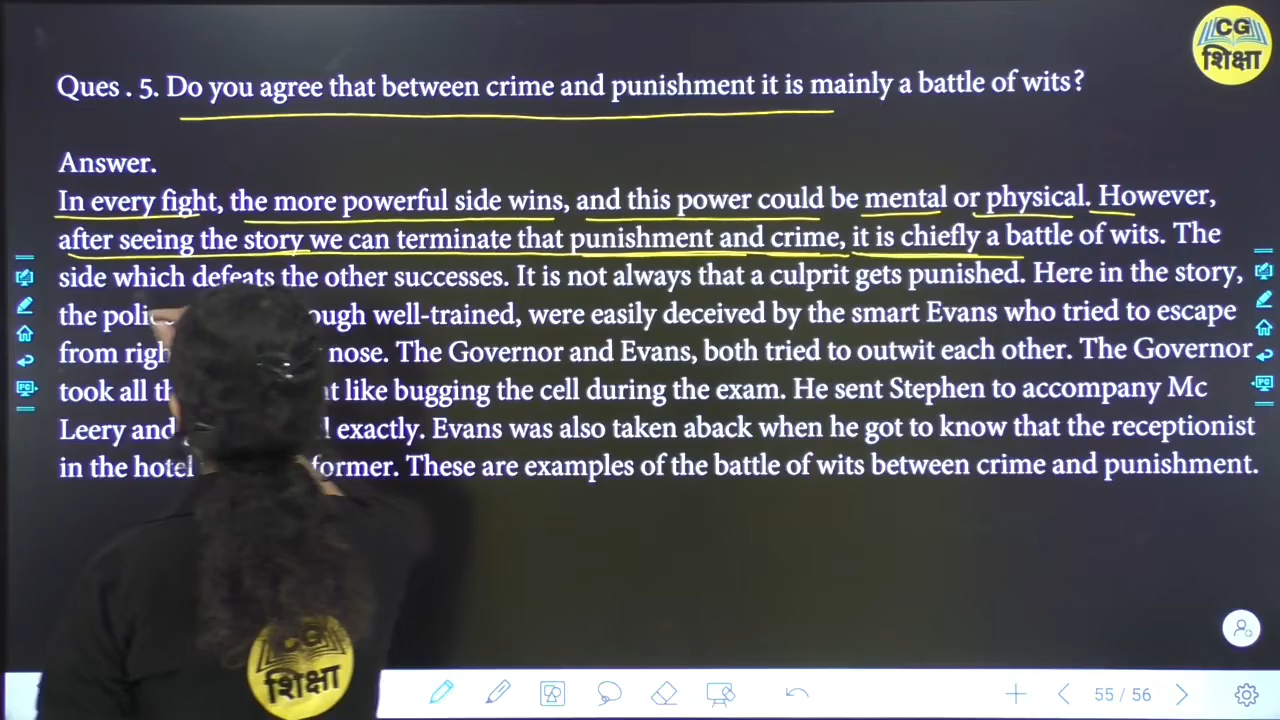 CG
शिक्षा
Ques . 5. Do you agree that between crime and punishment it is mainly a battle of wits?
Answer.
In every fight, the more powerful side wins, and this power could be mental or physical. However,
after seeing the story we can terminate that punishment and crime, it is chiefly a battle of wits. The
side which defeats the other successes. It is not always that a culprit gets punished. Here in the story,
the well-trained, were easily deceived by the smart Evans who tried to escape
from nose. The Governor and Evans, both tried to outwit each other. The Governor
took all like bugging the cell during the exam. He sent Stephen to accompany Mc
Leery and exactly. Evans was also taken aback when he got to know that the receptionist
in the hotel These are examples of the battle of wits between crime and punishment.
PC
PC
CG
शिक्षा
55 / 56